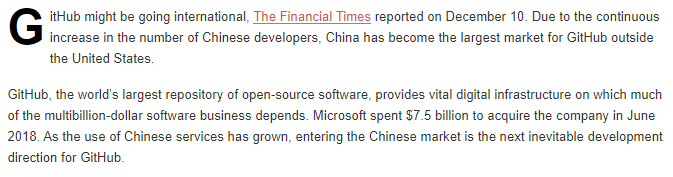 GitHub might be going international, The Financial Times reported on December 10. Due to the continuous
increase in the number of Chinese developers, China has become the largest market for GitHub outside
the United States.
GitHub, the world's largest repository of open-source software, provides vital digital infrastructure on which much
of the multibillion-dollar software business depends. Microsoft spent $7.5 billion to acquire the company in June
2018. As the use of Chinese services has grown, entering the Chinese market is the next inevitable development
direction for GitHub.